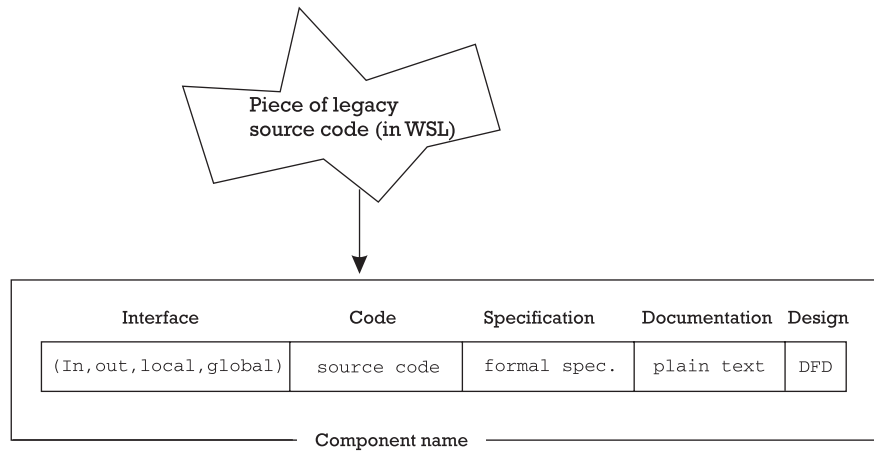 Piece of legacy
source code (in WSL)
Interface Code Specification Documentation Design
(In,out,local,global) source code formal spec. plain text DFD
Component name